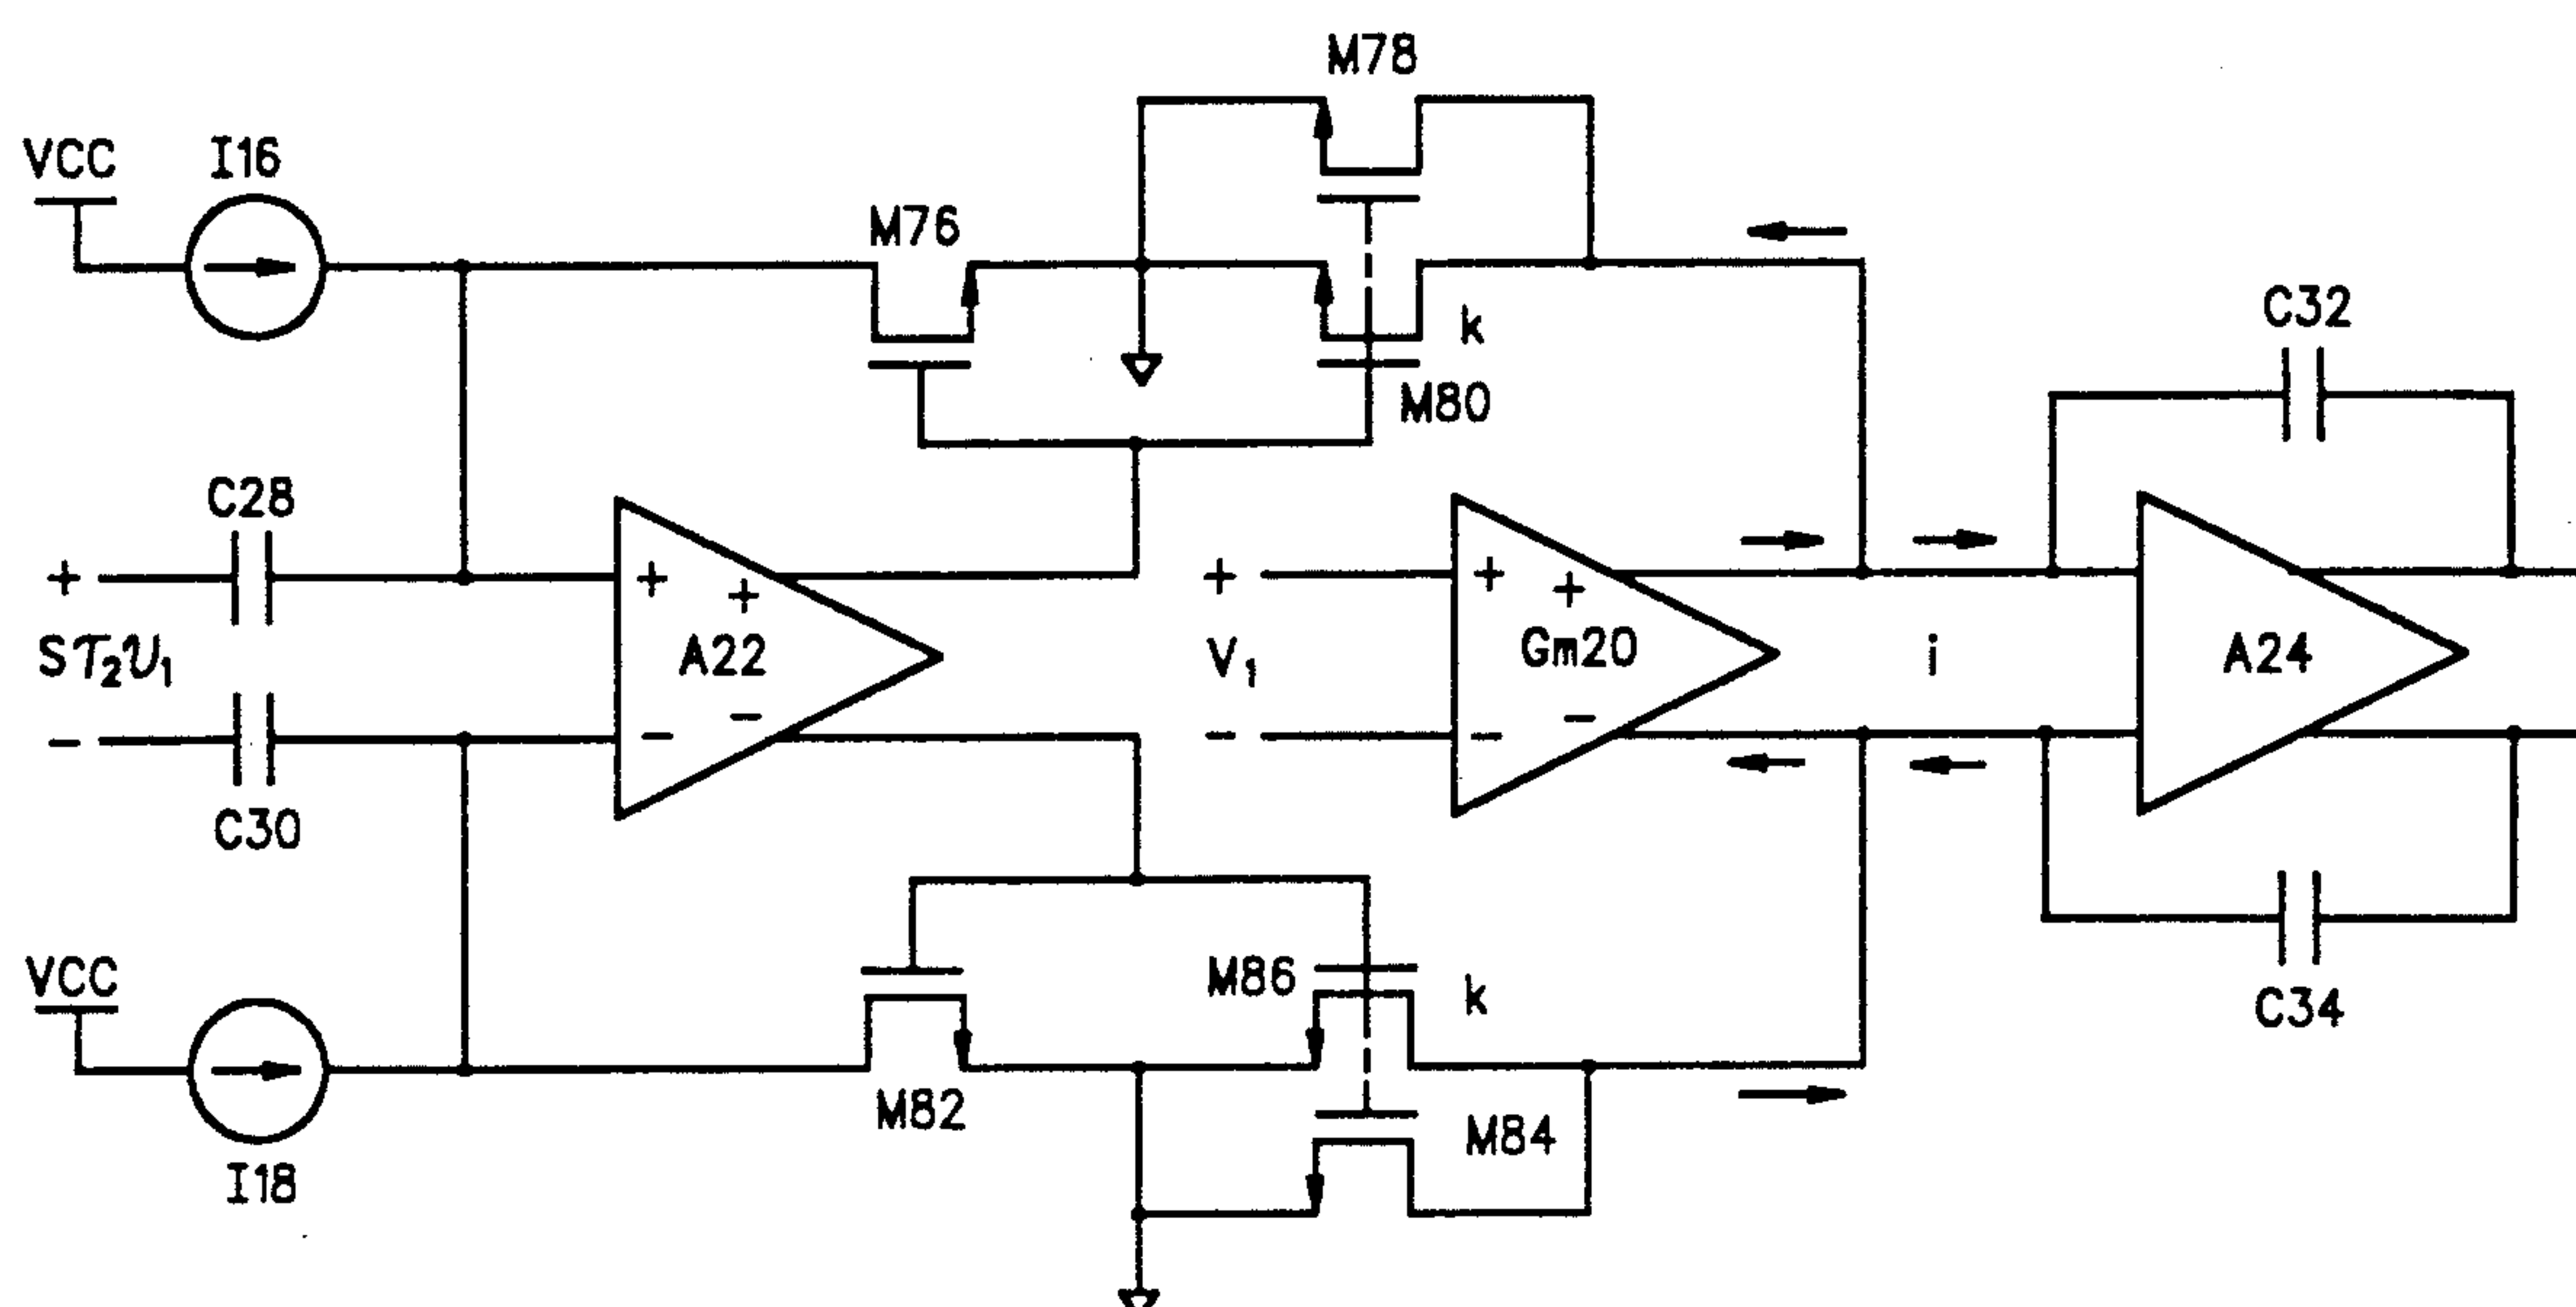 M78
VCC
I16
M76
k
M80
C32
C28
+
+
+
A22
-
-
Sτ₂υ₁
-
C30
+
+
+
Gm20
V₁
-
-
-
i
A24
VCC
I18
M82
M86
k
M84
C34